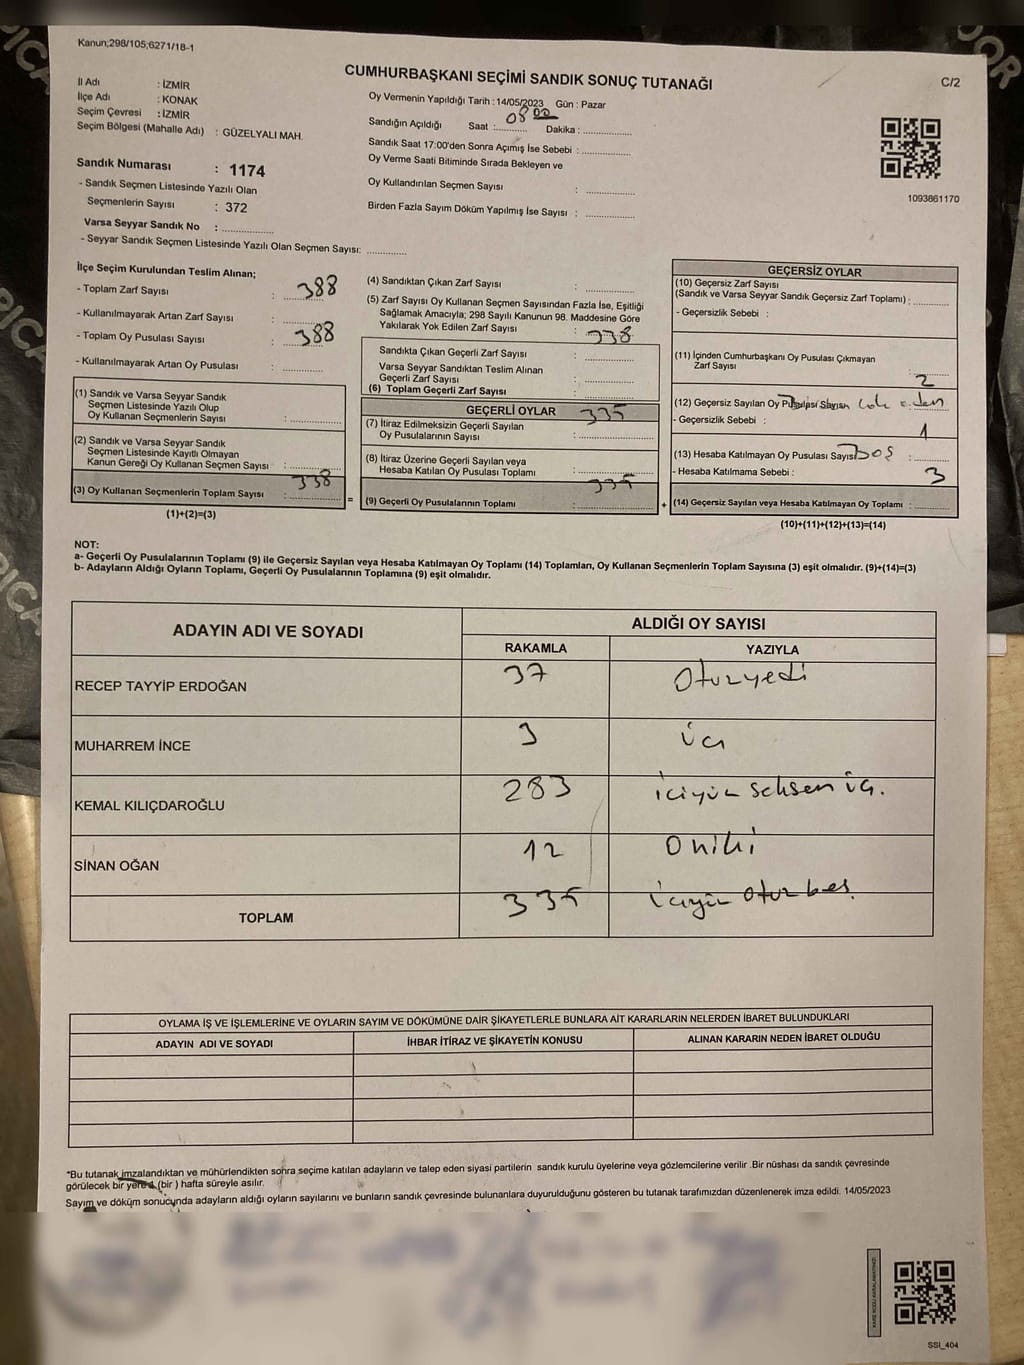 Kanun;298/105;6271/18-1
CUMHURBAŞKANI SEÇİMİ SANDIK SONUÇ TUTANAĞI
C/2
İl Adı : İZMİR
İlçe Adı : KONAK
Seçim Çevresi : İZMİR
Seçim Bölgesi (Mahalle Adı) : GÜZELYALI MAH.
Sandık Numarası : 1174
- Sandık Seçmen Listesinde Yazılı Olan
Seçmenlerin Sayısı : 372
Varsa Seyyar Sandık No : ................
- Seyyar Sandık Seçmen Listesinde Yazılı Olan Seçmen Sayısı: ............
Oy Vermenin Yapıldığı Tarih : 14/05/2023 Gün : Pazar
Sandığın Açıldığı Saat : 08 Dakika : 00
Sandık Saat 17:00'den Sonra Açımış İse Sebebi : ................
Oy Verme Saati Bitiminde Sırada Bekleyen ve
Oy Kullandırılan Seçmen Sayısı : ................
Birden Fazla Sayım Döküm Yapılmış İse Sayısı : ................
1093861170
İlçe Seçim Kurulundan Teslim Alınan;
- Toplam Zarf Sayısı : 388
- Kullanılmayarak Artan Zarf Sayısı : ............
- Toplam Oy Pusulası Sayısı : 388
- Kullanılmayarak Artan Oy Pusulası : ............
(1) Sandık ve Varsa Seyyar Sandık
Seçmen Listesinde Yazılı Olup
Oy Kullanan Seçmenlerin Sayısı : ............
(2) Sandık ve Varsa Seyyar Sandık
Seçmen Listesinde Kayıtlı Olmayan
Kanun Gereği Oy Kullanan Seçmen Sayısı : ............
(3) Oy Kullanan Seçmenlerin Toplam Sayısı : 338
(1)+(2)=(3)
=
(4) Sandıktan Çıkan Zarf Sayısı : ............
(5) Zarf Sayısı Oy Kullanan Seçmen Sayısından Fazla İse, Eşitliği
Sağlamak Amacıyla; 298 Sayılı Kanunun 98. Maddesine Göre
Yakılarak Yok Edilen Zarf Sayısı : 338
Sandıkta Çıkan Geçerli Zarf Sayısı : ............
Varsa Seyyar Sandıktan Teslim Alınan
Geçerli Zarf Sayısı : ............
(6) Toplam Geçerli Zarf Sayısı : ............
GEÇERLİ OYLAR 335
(7) İtiraz Edilmeksizin Geçerli Sayılan
Oy Pusulalarının Sayısı : ............
(8) İtiraz Üzerine Geçerli Sayılan veya
Hesaba Katılan Oy Pusulası Toplamı : ............
335
(9) Geçerli Oy Pusulalarının Toplamı : ............
+
GEÇERSİZ OYLAR
(10) Geçersiz Zarf Sayısı
(Sandık ve Varsa Seyyar Sandık Geçersiz Zarf Toplamı) : ............
- Geçersizlik Sebebi :
(11) İçinden Cumhurbaşkanı Oy Pusulası Çıkmayan
Zarf Sayısı
2
(12) Geçersiz Sayılan Oy Pusulası Sayısı
- Geçersizlik Sebebi :
1
(13) Hesaba Katılmayan Oy Pusulası Sayısı Boş
- Hesaba Katılmama Sebebi :
3
(14) Geçersiz Sayılan veya Hesaba Katılmayan Oy Toplamı : ............
(10)+(11)+(12)+(13)=(14)
NOT:
a- Geçerli Oy Pusulalarının Toplamı (9) ile Geçersiz Sayılan veya Hesaba Katılmayan Oy Toplamı (14) Toplamları, Oy Kullanan Seçmenlerin Toplam Sayısına (3) eşit olmalıdır. (9)+(14)=(3)
b- Adayların Aldığı Oyların Toplamı, Geçerli Oy Pusulalarının Toplamına (9) eşit olmalıdır.
ADAYIN ADI VE SOYADI
ALDIĞI OY SAYISI
RAKAMLA YAZIYLA
RECEP TAYYİP ERDOĞAN 37 Otuzyedi
MUHARREM İNCE 3 üç
KEMAL KILIÇDAROĞLU 283 ikiyüz seksen üç.
SİNAN OĞAN 12 Oniki
TOPLAM 335 üçyüz otuz beş
OYLAMA İŞ VE İŞLEMLERİNE VE OYLARIN SAYIM VE DÖKÜMÜNE DAİR ŞİKAYETLERLE BUNLARA AİT KARARLARIN NELERDEN İBARET BULUNDUKLARI
ADAYIN ADI VE SOYADI İHBAR İTİRAZ VE ŞİKAYETİN KONUSU ALINAN KARARIN NEDEN İBARET OLDUĞU
*Bu tutanak imzalandıktan ve mühürlendikten sonra seçime katılan adayların ve talep eden siyasi partilerin sandık kurulu üyelerine veya gözlemcilerine verilir .Bir nüshası da sandık çevresinde
görülecek bir yere 1 (bir ) hafta süreyle asılır.
Sayım ve döküm sonucunda adayların aldığı oyların sayılarını ve bunların sandık çevresinde bulunanlara duyurulduğunu gösteren bu tutanak tarafımızdan düzenlenerek imza edildi. 14/05/2023
SSI_404